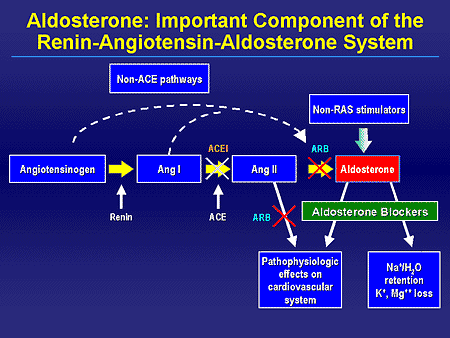 Aldosterone: Important Component of the
Renin-Angiotensin-Aldosterone System
Non-ACE pathways
Non-RAS stimulators
ACEI
ARB
Angiotensinogen
Ang I
Ang II
Aldosterone
Renin
ACE
ARB
Aldosterone Blockers
Pathophysiologic
effects on
cardiovascular
system
Na⁺/H₂O
retention
K⁺, Mg⁺⁺ loss